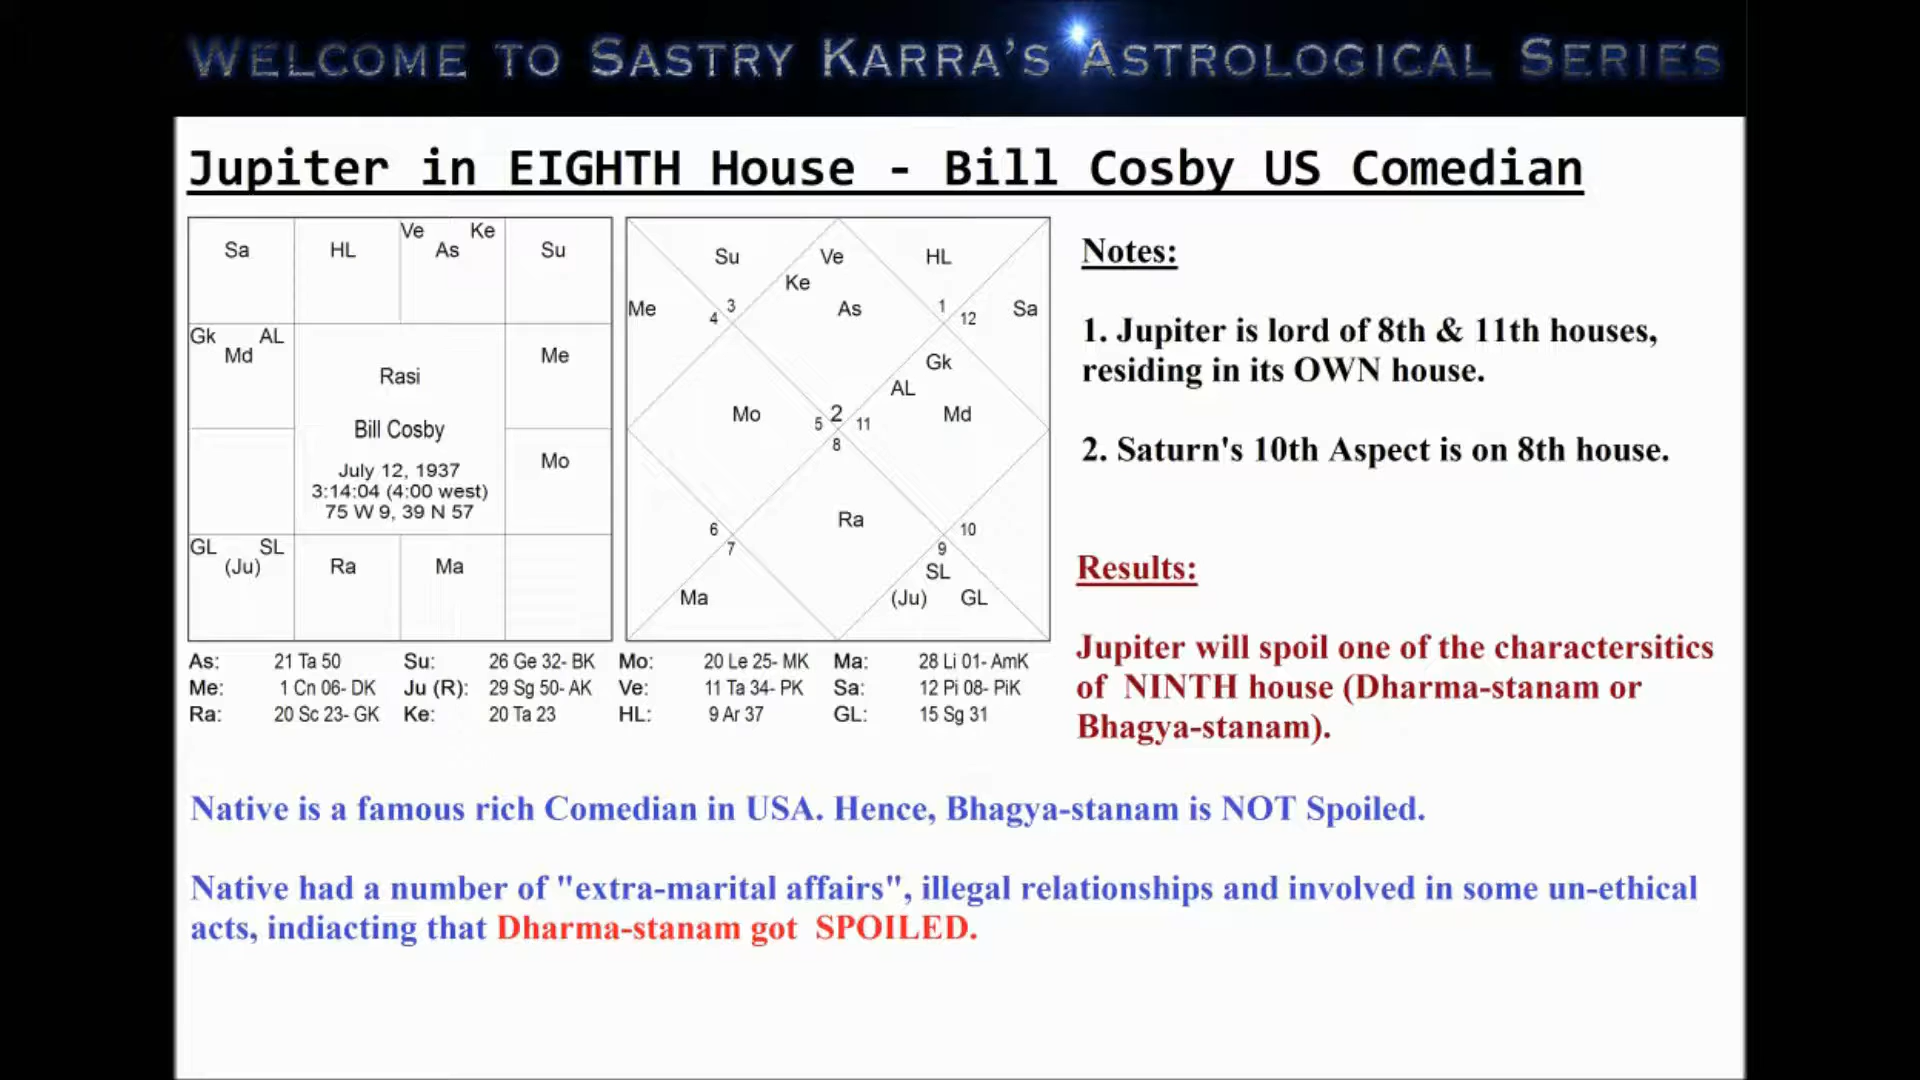 WELCOME TO SASTRY KARRA'S ASTROLOGICAL SERIES
Jupiter in EIGHTH House - Bill Cosby US Comedian
Sa
HL
Ve Ke
As
Su
Gk AL
Md
Me
Rasi
Bill Cosby
July 12, 1937
3:14:04 (4:00 west)
75 W 9, 39 N 57
Mo
GL SL
(Ju)
Ra
Ma
Su
Ve
HL
Ke
Me
3
As
1
Sa
4
12
Gk
AL
Mo
5
2
11
Md
8
Ra
6
10
7
9
SL
Ma
(Ju)
GL
As: 21 Ta 50 Su: 26 Ge 32- BK Mo: 20 Le 25- MK Ma: 28 Li 01- AmK
Me: 1 Cn 06- DK Ju (R): 29 Sg 50- AK Ve: 11 Ta 34- PK Sa: 12 Pi 08- PiK
Ra: 20 Sc 23- GK Ke: 20 Ta 23 HL: 9 Ar 37 GL: 15 Sg 31
Notes:
1. Jupiter is lord of 8th & 11th houses,
residing in its OWN house.
2. Saturn's 10th Aspect is on 8th house.
Results:
Jupiter will spoil one of the charactersitics
of NINTH house (Dharma-stanam or
Bhagya-stanam).
Native is a famous rich Comedian in USA. Hence, Bhagya-stanam is NOT Spoiled.
Native had a number of "extra-marital affairs", illegal relationships and involved in some un-ethical
acts, indiacting that Dharma-stanam got SPOILED.